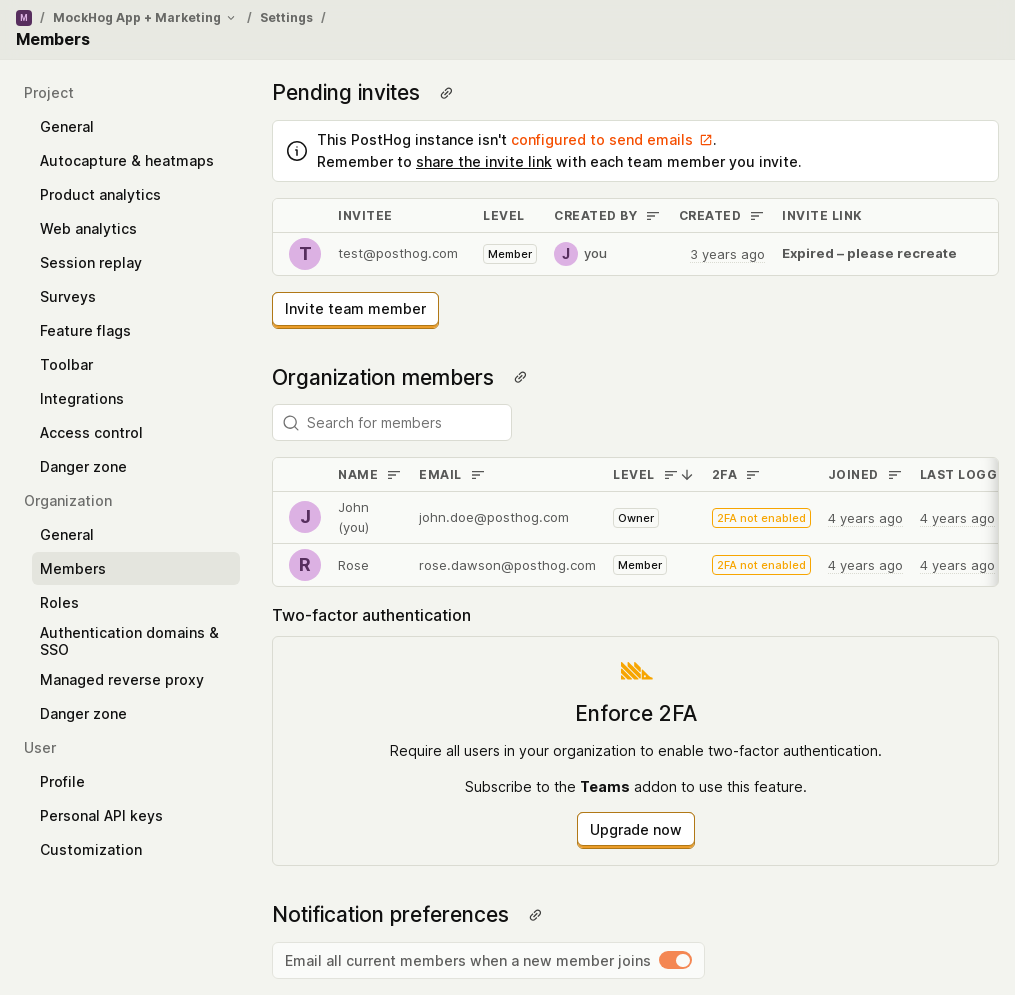 M / MockHog App + Marketing / Settings /
Members
Project
General
Autocapture & heatmaps
Product analytics
Web analytics
Session replay
Surveys
Feature flags
Toolbar
Integrations
Access control
Danger zone
Organization
General
Members
Roles
Authentication domains &
SSO
Managed reverse proxy
Danger zone
User
Profile
Personal API keys
Customization
Pending invites
This PostHog instance isn't configured to send emails.
Remember to share the invite link with each team member you invite.
INVITEE LEVEL CREATED BY CREATED INVITE LINK
T test@posthog.com Member J you 3 years ago Expired – please recreate
Invite team member
Organization members
Search for members
NAME EMAIL LEVEL 2FA JOINED LAST LOGG
J John (you) john.doe@posthog.com Owner 2FA not enabled 4 years ago 4 years ago
R Rose rose.dawson@posthog.com Member 2FA not enabled 4 years ago 4 years ago
Two-factor authentication
Enforce 2FA
Require all users in your organization to enable two-factor authentication.
Subscribe to the Teams addon to use this feature.
Upgrade now
Notification preferences
Email all current members when a new member joins